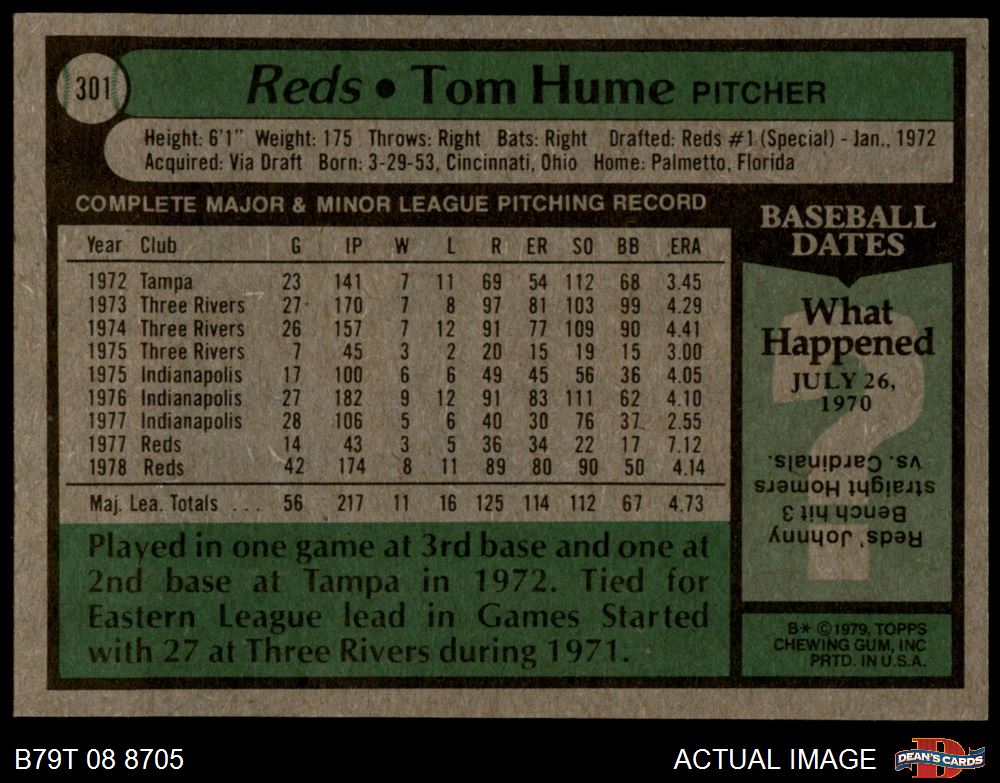 301
Reds • Tom Hume PITCHER
Height: 6'1" Weight: 175 Throws: Right Bats: Right Drafted: Reds #1 (Special) - Jan., 1972
Acquired: Via Draft Born: 3-29-53, Cincinnati, Ohio Home: Palmetto, Florida
COMPLETE MAJOR & MINOR LEAGUE PITCHING RECORD
Year Club G IP W L R ER SO BB ERA
1972 Tampa 23 141 7 11 69 54 112 68 3.45
1973 Three Rivers 27 170 7 8 97 81 103 99 4.29
1974 Three Rivers 26 157 7 12 91 77 109 90 4.41
1975 Three Rivers 7 45 3 2 20 15 19 15 3.00
1975 Indianapolis 17 100 6 6 49 45 56 36 4.05
1976 Indianapolis 27 182 9 12 91 83 111 62 4.10
1977 Indianapolis 28 106 5 6 40 30 76 37 2.55
1977 Reds 14 43 3 5 36 34 22 17 7.12
1978 Reds 42 174 8 11 89 80 90 50 4.14
Maj. Lea. Totals ... 56 217 11 16 125 114 112 67 4.73
Played in one game at 3rd base and one at
2nd base at Tampa in 1972. Tied for
Eastern League lead in Games Started
with 27 at Three Rivers during 1971.
BASEBALL
DATES
What
Happened
JULY 26,
1970
Reds' Johnny
Bench hit 3
straight Homers
vs. Cardinals.
B* ©1979, TOPPS
CHEWING GUM, INC
PRTD. IN U.S.A.
B79T 08 8705
ACTUAL IMAGE
DEAN'S CARDS